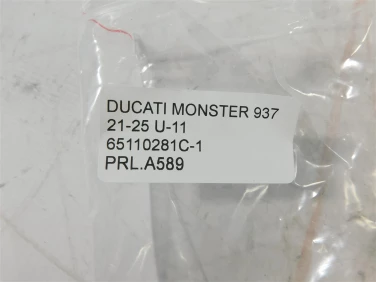 DUCATI MONSTER 937
21-25 U-11
65110281C-1
PRL.A589